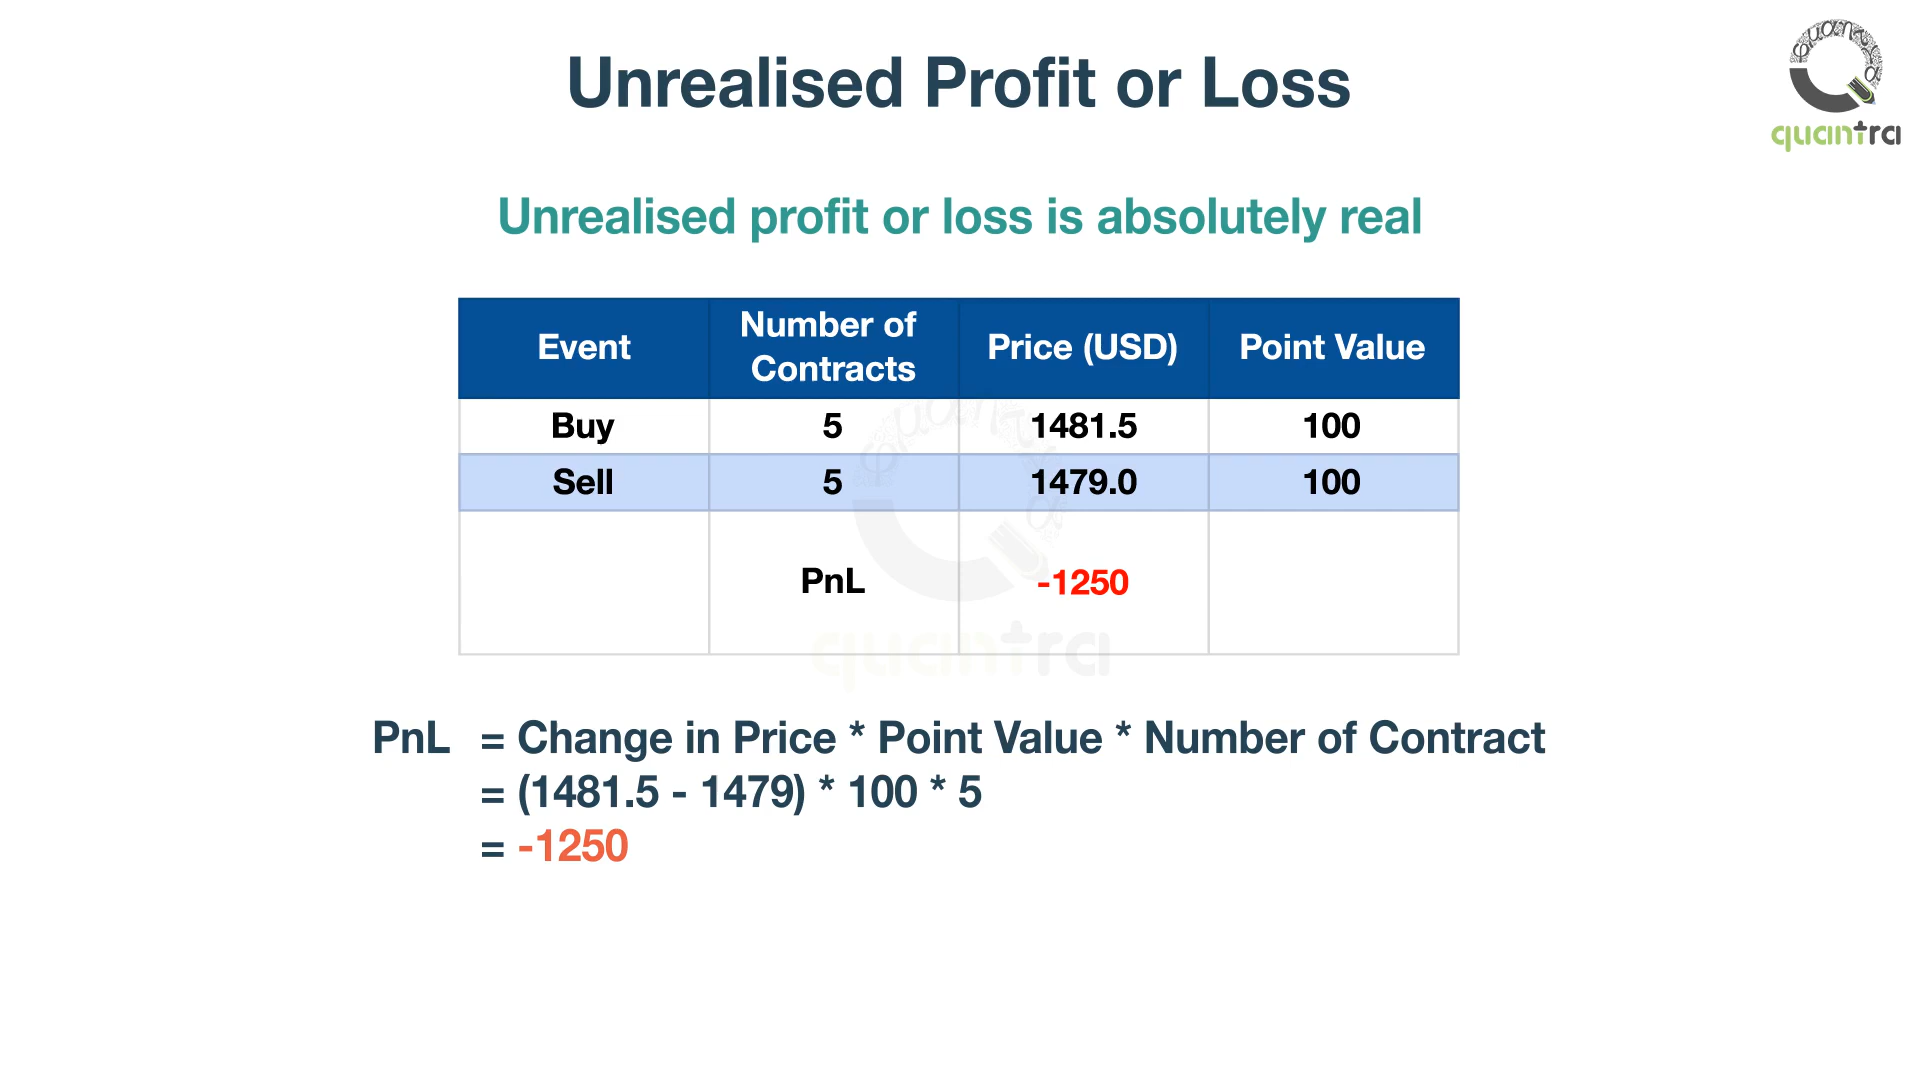 Unrealised Profit or Loss
quantra
Unrealised profit or loss is absolutely real
Event
Number of
Contracts
Price (USD)
Point Value
Buy
5
1481.5
100
Sell
5
1479.0
100
PnL
-1250
quantra
PnL = Change in Price * Point Value * Number of Contract
= (1481.5 - 1479) * 100 * 5
= -1250